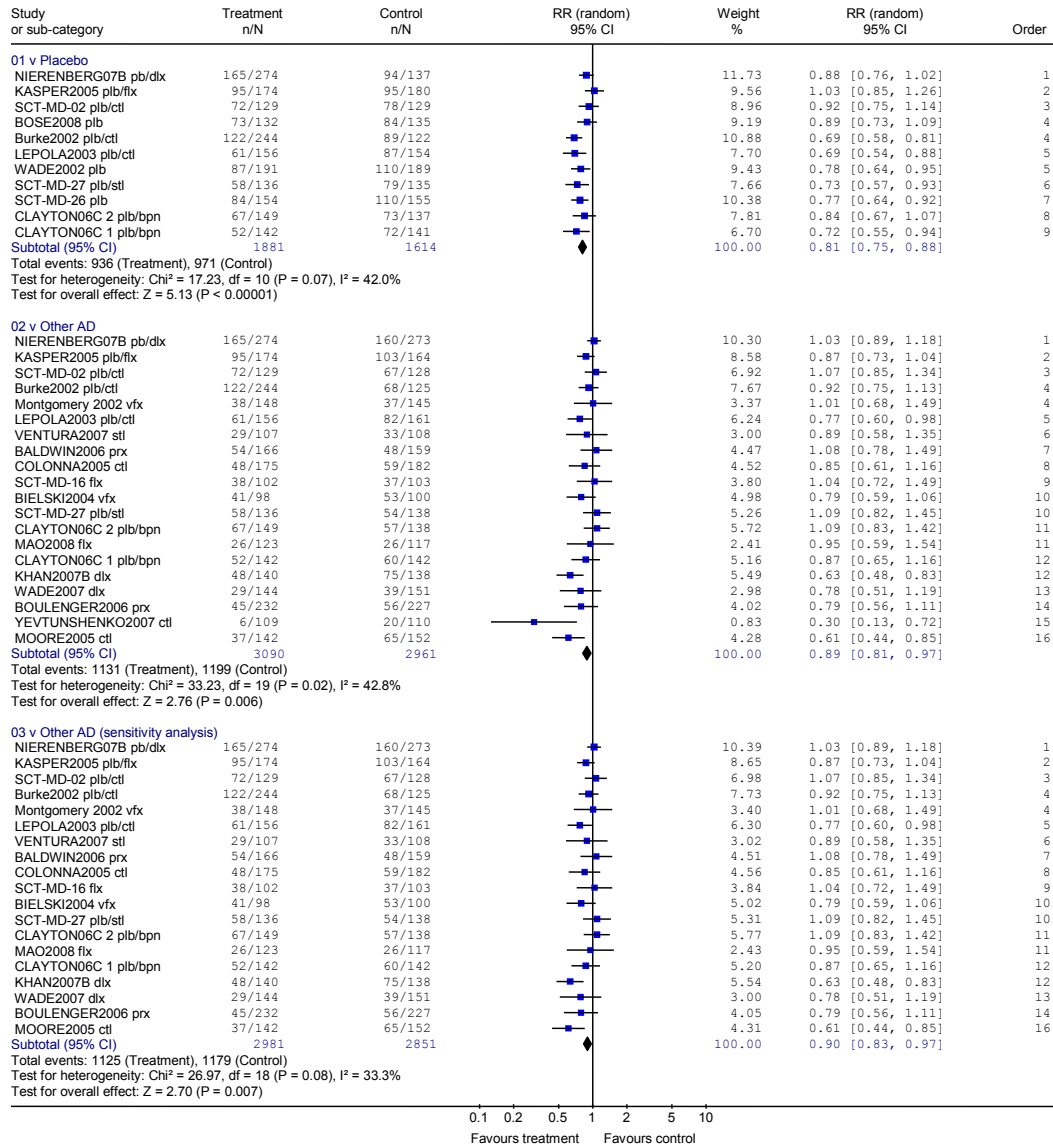 Study Treatment Control RR (random) Weight RR (random)
or sub-category n/N n/N 95% CI % 95% CI Order
01 v Placebo
NIERENBERG07B pb/dlx 165/274 94/137 11.73 0.88 [0.76, 1.02] 1
KASPER2005 plb/flx 95/174 95/180 9.56 1.03 [0.85, 1.26] 2
SCT-MD-02 plb/ctl 72/129 78/129 8.96 0.92 [0.75, 1.14] 3
BOSE2008 plb 73/132 84/135 9.19 0.89 [0.73, 1.09] 4
Burke2002 plb/ctl 122/244 89/122 10.88 0.69 [0.58, 0.81] 4
LEPOLA2003 plb/ctl 61/156 87/154 7.70 0.69 [0.54, 0.88] 5
WADE2002 plb 87/191 110/189 9.43 0.78 [0.64, 0.95] 5
SCT-MD-27 plb/stl 58/136 79/135 7.66 0.73 [0.57, 0.93] 6
SCT-MD-26 plb 84/154 110/155 10.38 0.77 [0.64, 0.92] 7
CLAYTON06C 2 plb/bpn 67/149 73/137 7.81 0.84 [0.67, 1.07] 8
CLAYTON06C 1 plb/bpn 52/142 72/141 6.70 0.72 [0.55, 0.94] 9
Subtotal (95% CI) 1881 1614 100.00 0.81 [0.75, 0.88]
Total events: 936 (Treatment), 971 (Control)
Test for heterogeneity: Chi² = 17.23, df = 10 (P = 0.07), I² = 42.0%
Test for overall effect: Z = 5.13 (P < 0.00001)
02 v Other AD
NIERENBERG07B pb/dlx 165/274 160/273 10.30 1.03 [0.89, 1.18] 1
KASPER2005 plb/flx 95/174 103/164 8.58 0.87 [0.73, 1.04] 2
SCT-MD-02 plb/ctl 72/129 67/128 6.92 1.07 [0.85, 1.34] 3
Burke2002 plb/ctl 122/244 68/125 7.67 0.92 [0.75, 1.13] 4
Montgomery 2002 vfx 38/148 37/145 3.37 1.01 [0.68, 1.49] 4
LEPOLA2003 plb/ctl 61/156 82/161 6.24 0.77 [0.60, 0.98] 5
VENTURA2007 stl 29/107 33/108 3.00 0.89 [0.58, 1.35] 6
BALDWIN2006 prx 54/166 48/159 4.47 1.08 [0.78, 1.49] 7
COLONNA2005 ctl 48/175 59/182 4.52 0.85 [0.61, 1.16] 8
SCT-MD-16 flx 38/102 37/103 3.80 1.04 [0.72, 1.49] 9
BIELSKI2004 vfx 41/98 53/100 4.98 0.79 [0.59, 1.06] 10
SCT-MD-27 plb/stl 58/136 54/138 5.26 1.09 [0.82, 1.45] 10
CLAYTON06C 2 plb/bpn 67/149 57/138 5.72 1.09 [0.83, 1.42] 11
MAO2008 flx 26/123 26/117 2.41 0.95 [0.59, 1.54] 11
CLAYTON06C 1 plb/bpn 52/142 60/142 5.16 0.87 [0.65, 1.16] 12
KHAN2007B dlx 48/140 75/138 5.49 0.63 [0.48, 0.83] 12
WADE2007 dlx 29/144 39/151 2.98 0.78 [0.51, 1.19] 13
BOULENGER2006 prx 45/232 56/227 4.02 0.79 [0.56, 1.11] 14
YEVTUNSHENKO2007 ctl 6/109 20/110 0.83 0.30 [0.13, 0.72] 15
MOORE2005 ctl 37/142 65/152 4.28 0.61 [0.44, 0.85] 16
Subtotal (95% CI) 3090 2961 100.00 0.89 [0.81, 0.97]
Total events: 1131 (Treatment), 1199 (Control)
Test for heterogeneity: Chi² = 33.23, df = 19 (P = 0.02), I² = 42.8%
Test for overall effect: Z = 2.76 (P = 0.006)
03 v Other AD (sensitivity analysis)
NIERENBERG07B pb/dlx 165/274 160/273 10.39 1.03 [0.89, 1.18] 1
KASPER2005 plb/flx 95/174 103/164 8.65 0.87 [0.73, 1.04] 2
SCT-MD-02 plb/ctl 72/129 67/128 6.98 1.07 [0.85, 1.34] 3
Burke2002 plb/ctl 122/244 68/125 7.73 0.92 [0.75, 1.13] 4
Montgomery 2002 vfx 38/148 37/145 3.40 1.01 [0.68, 1.49] 4
LEPOLA2003 plb/ctl 61/156 82/161 6.30 0.77 [0.60, 0.98] 5
VENTURA2007 stl 29/107 33/108 3.02 0.89 [0.58, 1.35] 6
BALDWIN2006 prx 54/166 48/159 4.51 1.08 [0.78, 1.49] 7
COLONNA2005 ctl 48/175 59/182 4.56 0.85 [0.61, 1.16] 8
SCT-MD-16 flx 38/102 37/103 3.84 1.04 [0.72, 1.49] 9
BIELSKI2004 vfx 41/98 53/100 5.02 0.79 [0.59, 1.06] 10
SCT-MD-27 plb/stl 58/136 54/138 5.31 1.09 [0.82, 1.45] 10
CLAYTON06C 2 plb/bpn 67/149 57/138 5.77 1.09 [0.83, 1.42] 11
MAO2008 flx 26/123 26/117 2.43 0.95 [0.59, 1.54] 11
CLAYTON06C 1 plb/bpn 52/142 60/142 5.20 0.87 [0.65, 1.16] 12
KHAN2007B dlx 48/140 75/138 5.54 0.63 [0.48, 0.83] 12
WADE2007 dlx 29/144 39/151 3.00 0.78 [0.51, 1.19] 13
BOULENGER2006 prx 45/232 56/227 4.05 0.79 [0.56, 1.11] 14
MOORE2005 ctl 37/142 65/152 4.31 0.61 [0.44, 0.85] 16
Subtotal (95% CI) 2981 2851 100.00 0.90 [0.83, 0.97]
Total events: 1125 (Treatment), 1179 (Control)
Test for heterogeneity: Chi² = 26.97, df = 18 (P = 0.08), I² = 33.3%
Test for overall effect: Z = 2.70 (P = 0.007)
0.1 0.2 0.5 1 2 5 10
Favours treatment Favours control